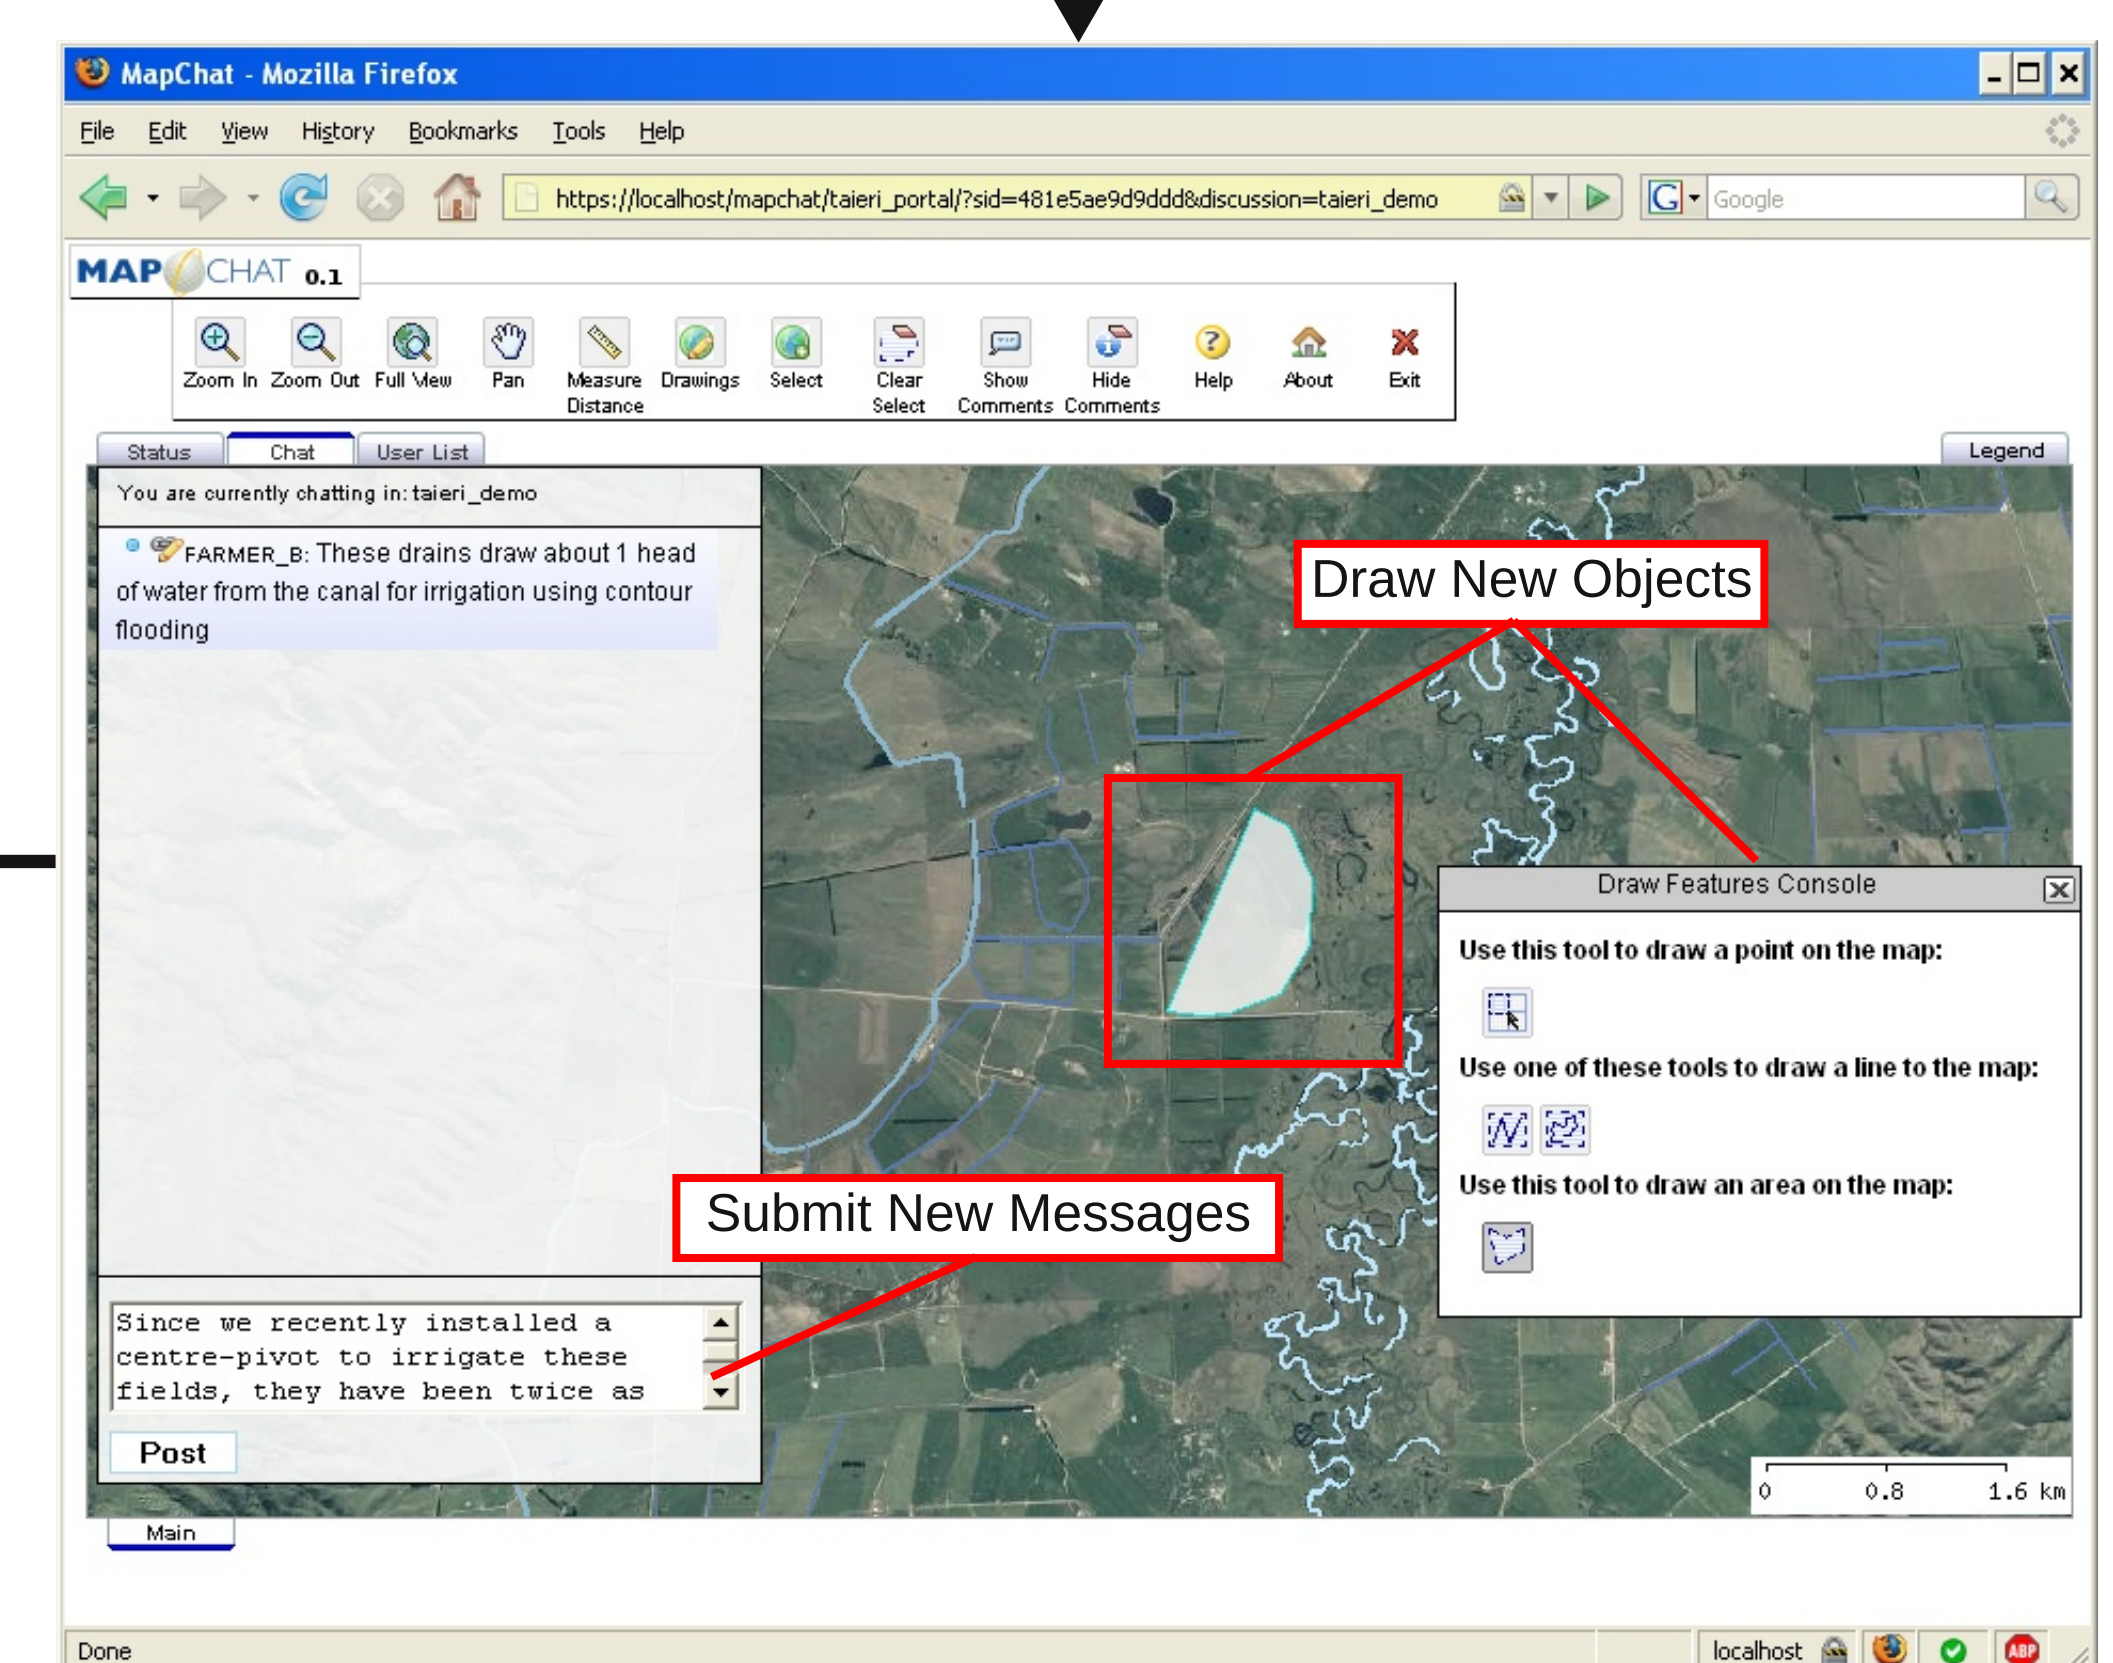 MapChat - Mozilla Firefox
File Edit View History Bookmarks Tools Help
https://localhost/mapchat/taieri_portal/?sid=481e5ae9d9ddd&discussion=taieri_demo
G Google
MAP CHAT 0.1
Zoom In Zoom Out Full View Pan Measure Distance Drawings Select Clear Select Show Comments Hide Comments Help About Exit
Status Chat User List Legend
You are currently chatting in: taieri_demo
FARMER_B: These drains draw about 1 head
of water from the canal for irrigation using contour
flooding
Draw New Objects
Draw Features Console
Use this tool to draw a point on the map:
Use one of these tools to draw a line to the map:
Use this tool to draw an area on the map:
Submit New Messages
Since we recently installed a
centre-pivot to irrigate these
fields, they have been twice as
Post
0 0.8 1.6 km
Main
Done localhost ABP